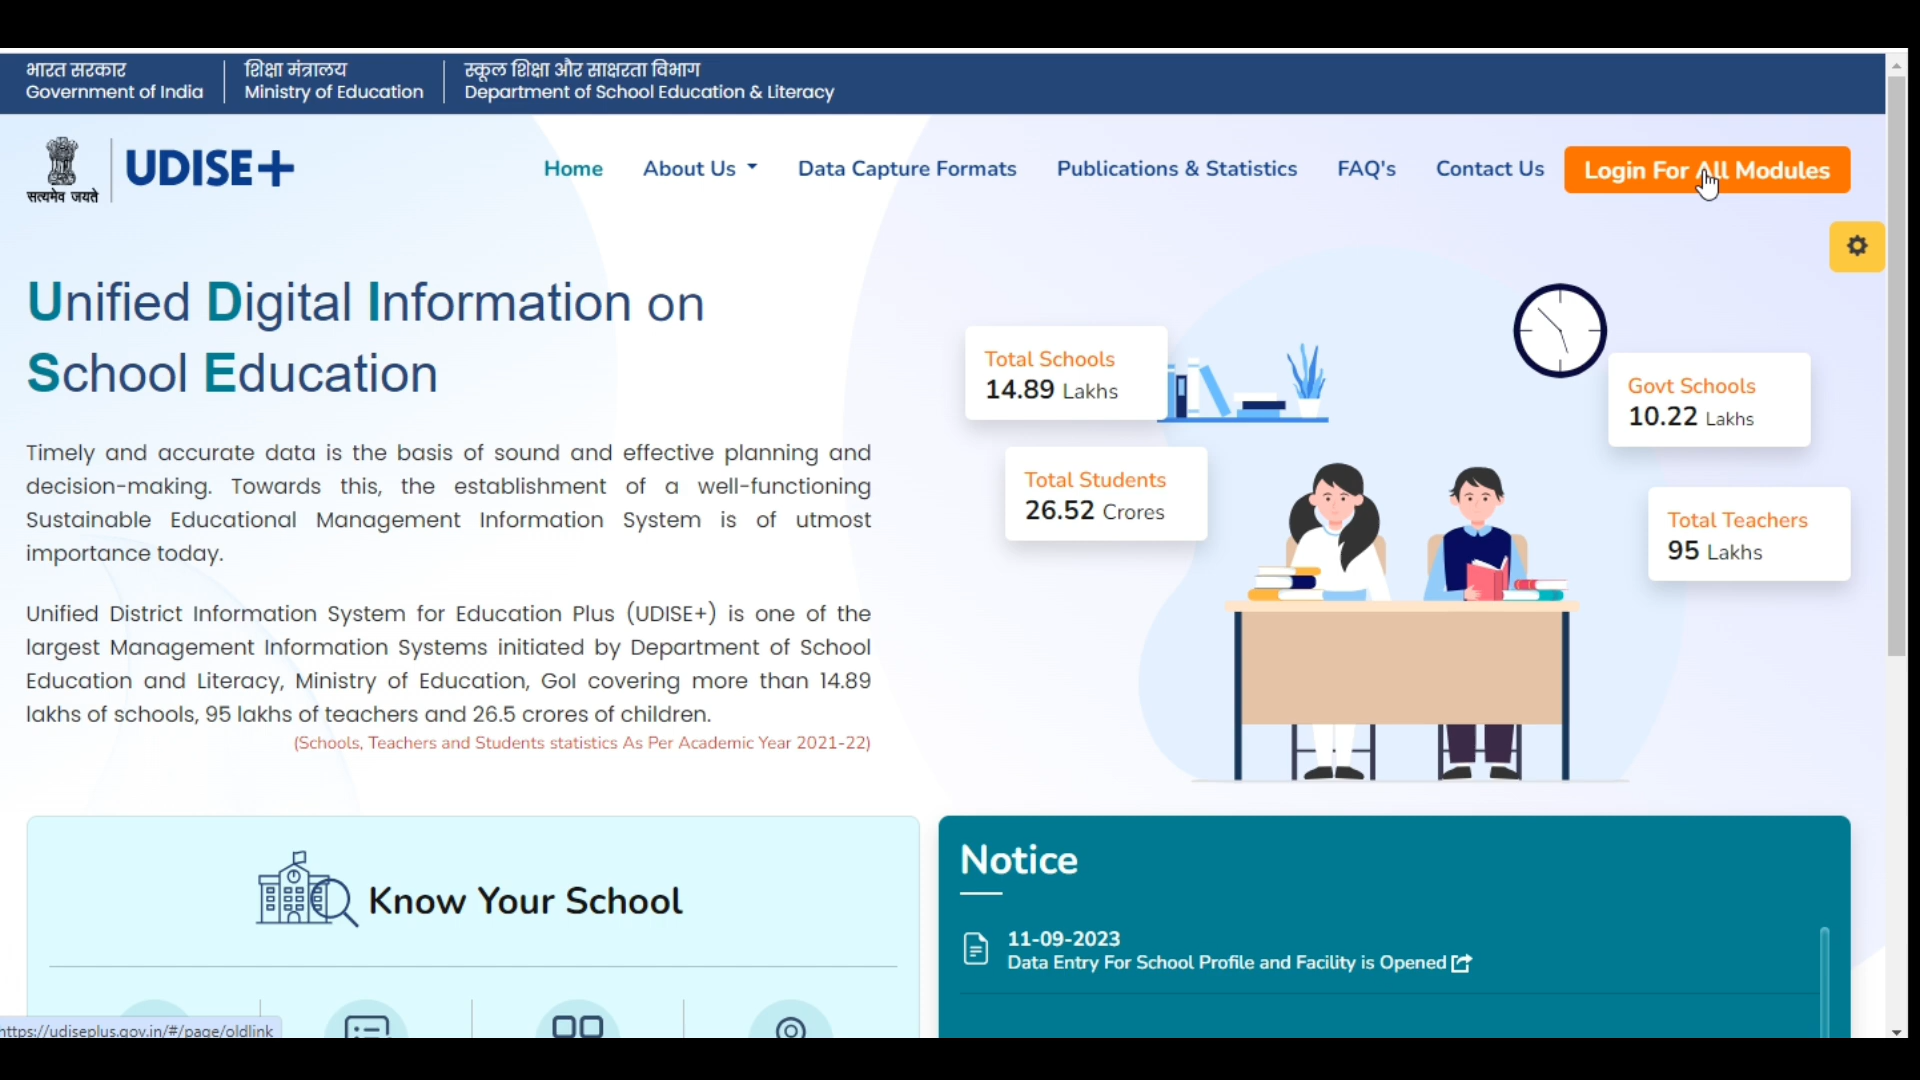 भारत सरकार
Government of India
शिक्षा मंत्रालय
Ministry of Education
स्कूल शिक्षा और साक्षरता विभाग
Department of School Education & Literacy
सत्यमेव जयते
UDISE+
Home
About Us
Data Capture Formats
Publications & Statistics
FAQ's
Contact Us
Login For All Modules
Unified Digital Information on
School Education
Timely and accurate data is the basis of sound and effective planning and
decision-making. Towards this, the establishment of a well-functioning
Sustainable Educational Management Information System is of utmost
importance today.
Unified District Information System for Education Plus (UDISE+) is one of the
largest Management Information Systems initiated by Department of School
Education and Literacy, Ministry of Education, GoI covering more than 14.89
lakhs of schools, 95 lakhs of teachers and 26.5 crores of children.
(Schools, Teachers and Students statistics As Per Academic Year 2021-22)
Total Schools
14.89 Lakhs
Total Students
26.52 Crores
Govt Schools
10.22 Lakhs
Total Teachers
95 Lakhs
Know Your School
Notice
11-09-2023
Data Entry For School Profile and Facility is Opened
https://udiseplus.gov.in/#/page/oldlink